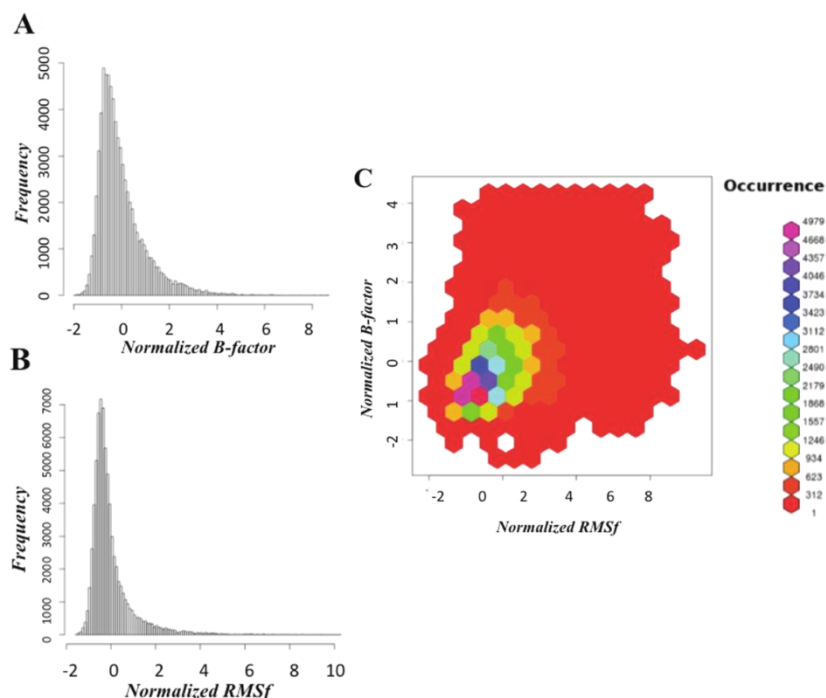 A
5000
4000
3000
2000
1000
0
Frequency
-2 0 2 4 6 8
Normalized B-factor
B
7000
5000 6000
4000
3000
2000
1000
0
Frequency
-2 0 2 4 6 8 10
Normalized RMSf
C
4
3
2
1
0
1
-2
Normalized B-factor
-2 0 2 4 6 8
Normalized RMSf
Occurrence
4979
4668
4357
4046
3734
3423
3112
2801
2490
2179
1868
1557
1246
934
623
312
1